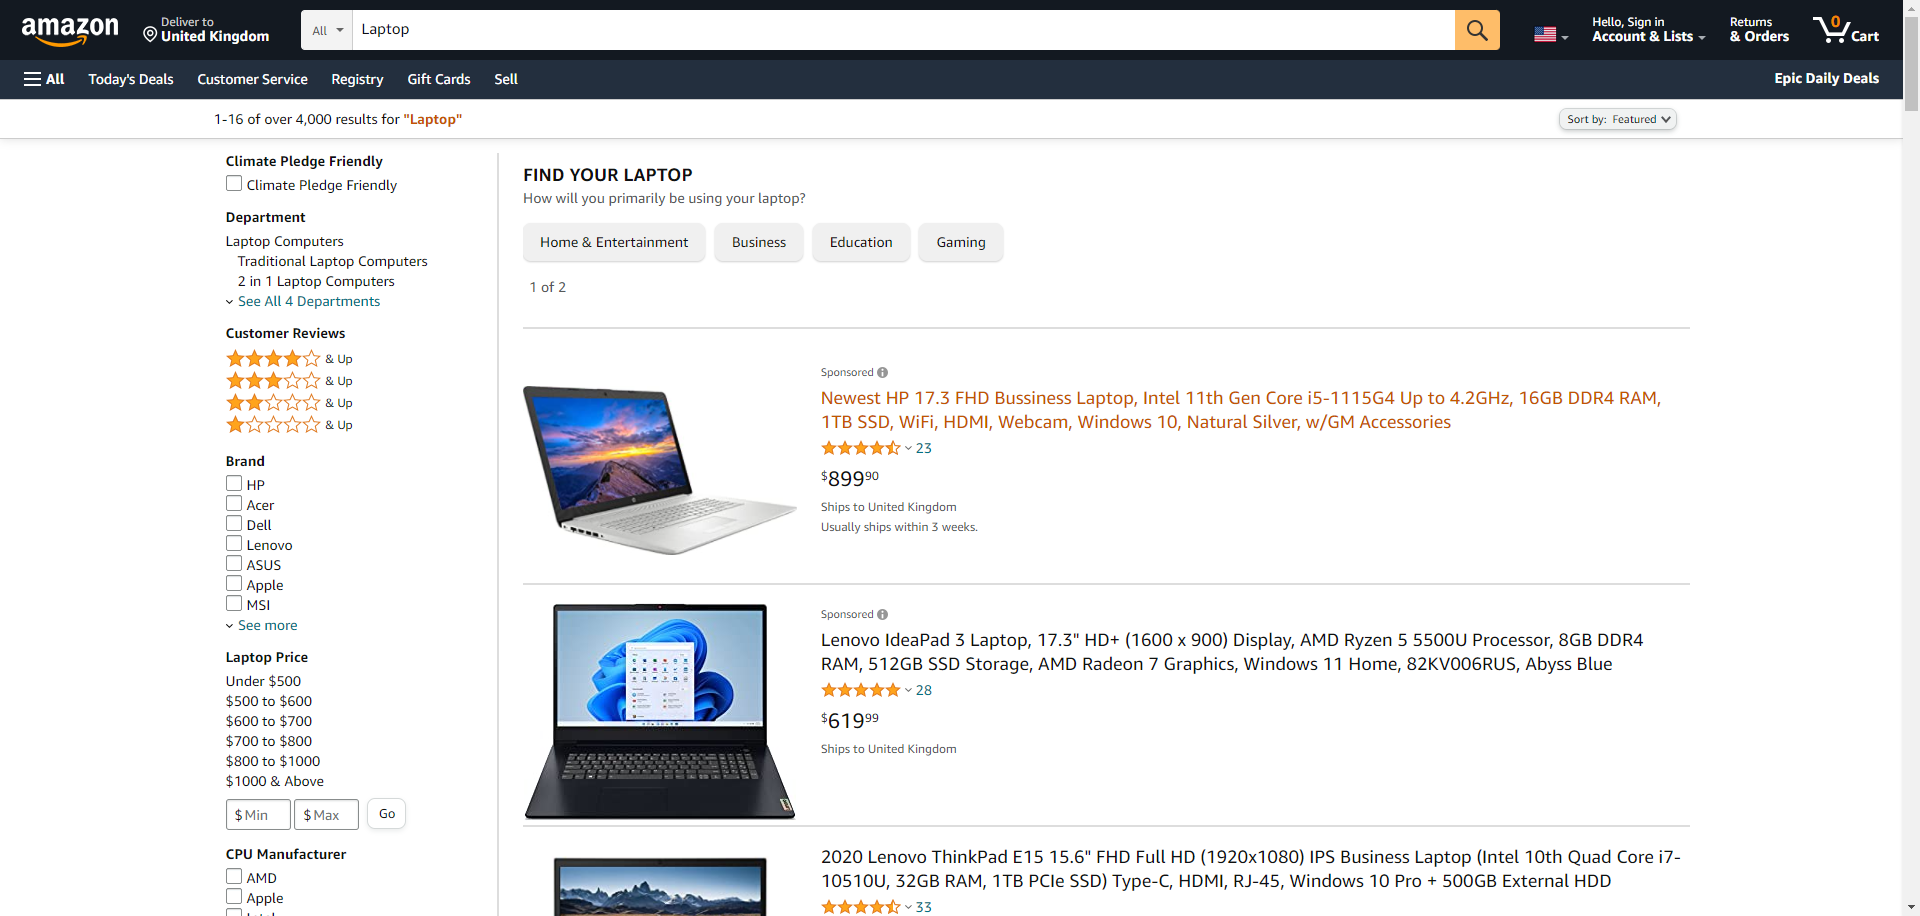 amazon
Deliver to
United Kingdom
All
Laptop
Hello, Sign in
Account & Lists
Returns
& Orders
0
Cart
All
Today's Deals
Customer Service
Registry
Gift Cards
Sell
Epic Daily Deals
1-16 of over 4,000 results for "Laptop"
Sort by: Featured
Climate Pledge Friendly
Climate Pledge Friendly
Department
Laptop Computers
Traditional Laptop Computers
2 in 1 Laptop Computers
See All 4 Departments
Customer Reviews
& Up
& Up
& Up
& Up
Brand
HP
Acer
Dell
Lenovo
ASUS
Apple
MSI
See more
Laptop Price
Under $500
$500 to $600
$600 to $700
$700 to $800
$800 to $1000
$1000 & Above
$ Min
$ Max
Go
CPU Manufacturer
AMD
Apple
FIND YOUR LAPTOP
How will you primarily be using your laptop?
Home & Entertainment
Business
Education
Gaming
1 of 2
Sponsored
Newest HP 17.3 FHD Bussiness Laptop, Intel 11th Gen Core i5-1115G4 Up to 4.2GHz, 16GB DDR4 RAM,
1TB SSD, WiFi, HDMI, Webcam, Windows 10, Natural Silver, w/GM Accessories
23
$89990
Ships to United Kingdom
Usually ships within 3 weeks.
Sponsored
Lenovo IdeaPad 3 Laptop, 17.3" HD+ (1600 x 900) Display, AMD Ryzen 5 5500U Processor, 8GB DDR4
RAM, 512GB SSD Storage, AMD Radeon 7 Graphics, Windows 11 Home, 82KV006RUS, Abyss Blue
28
$61999
Ships to United Kingdom
2020 Lenovo ThinkPad E15 15.6" FHD Full HD (1920x1080) IPS Business Laptop (Intel 10th Quad Core i7-
10510U, 32GB RAM, 1TB PCIe SSD) Type-C, HDMI, RJ-45, Windows 10 Pro + 500GB External HDD
33